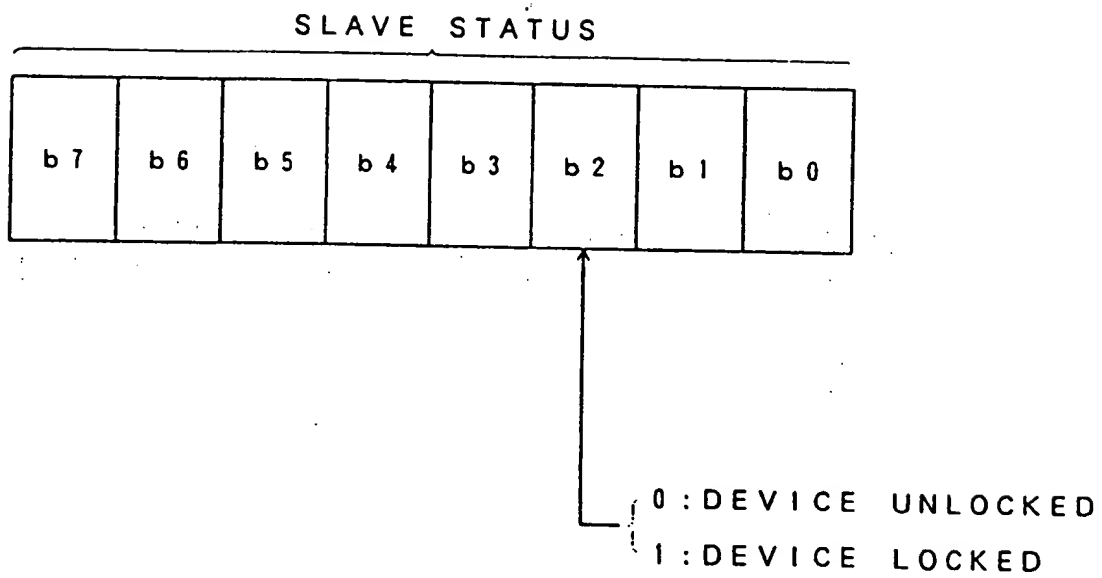 SLAVE STATUS
b7 b6 b5 b4 b3 b2 b1 b0
0:DEVICE UNLOCKED
1:DEVICE LOCKED